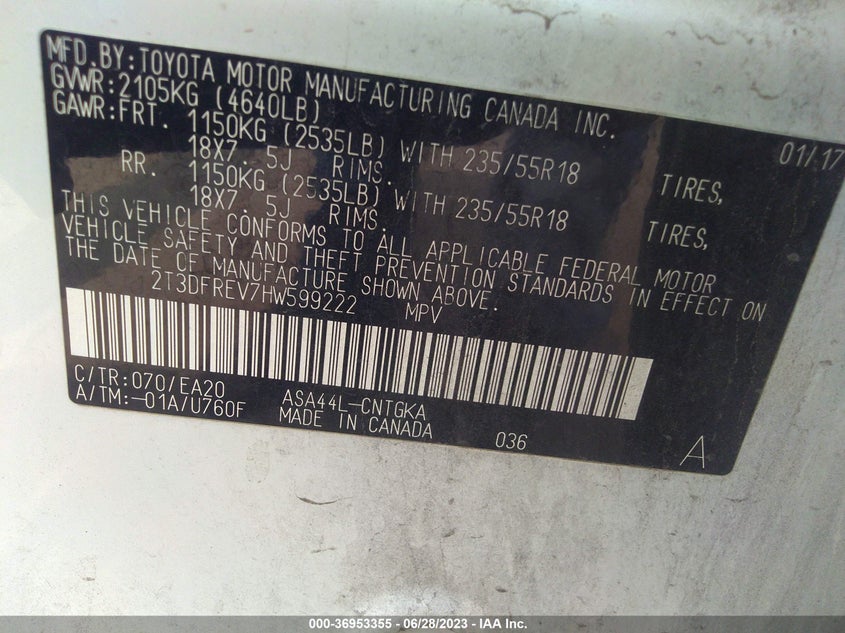 MFD.BY:TOYOTA MOTOR MANUFACTURING CANADA INC.
01/17
GVWR:2105KG (4640LB)
GAWR:FRT. 1150KG (2535LB) WITH 235/55R18 TIRES,
18X7. 5J RIMS.
RR. 1150KG (2535LB) WITH 235/55R18 TIRES,
18X7. 5J RIMS.
THIS VEHICLE CONFORMS TO ALL APPLICABLE FEDERAL MOTOR
VEHICLE SAFETY AND THEFT PREVENTION STANDARDS IN EFFECT ON
THE DATE OF MANUFACTURE SHOWN ABOVE.
2T3DFREV7HW599222 MPV
C/TR:070/EA20 ASA44L-CNTGKA
A/TM:-01A/U760F MADE IN CANADA 036 A
000-36953355 - 06/28/2023 - IAA Inc.